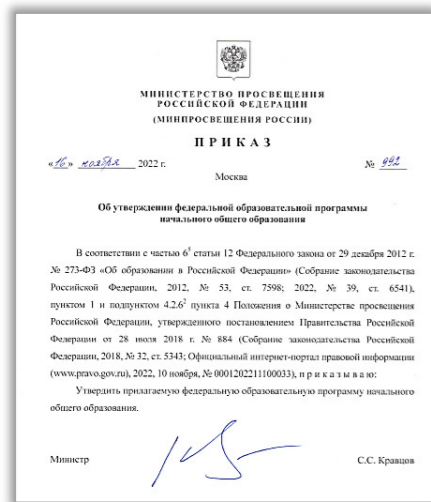 МИНИСТЕРСТВО ПРОСВЕЩЕНИЯ
РОССИЙСКОЙ ФЕДЕРАЦИИ
(МИНПРОСВЕЩЕНИЯ РОССИИ)
ПРИКАЗ
«16» ноября 2022 г. № 992
Москва
Об утверждении федеральной образовательной программы
начального общего образования
В соответствии с частью 6⁵ статьи 12 Федерального закона от 29 декабря 2012 г.
№ 273-ФЗ «Об образовании в Российской Федерации» (Собрание законодательства
Российской Федерации, 2012, № 53, ст. 7598; 2022, № 39, ст. 6541),
пунктом 1 и подпунктом 4.2.6² пункта 4 Положения о Министерстве просвещения
Российской Федерации, утвержденного постановлением Правительства Российской
Федерации от 28 июля 2018 г. № 884 (Собрание законодательства Российской
Федерации, 2018, № 32, ст. 5343; Официальный интернет-портал правовой информации
(www.pravo.gov.ru), 2022, 10 ноября, № 0001202211100033), п р и к а з ы в а ю:
Утвердить прилагаемую федеральную образовательную программу начального
общего образования.
Министр С.С. Кравцов